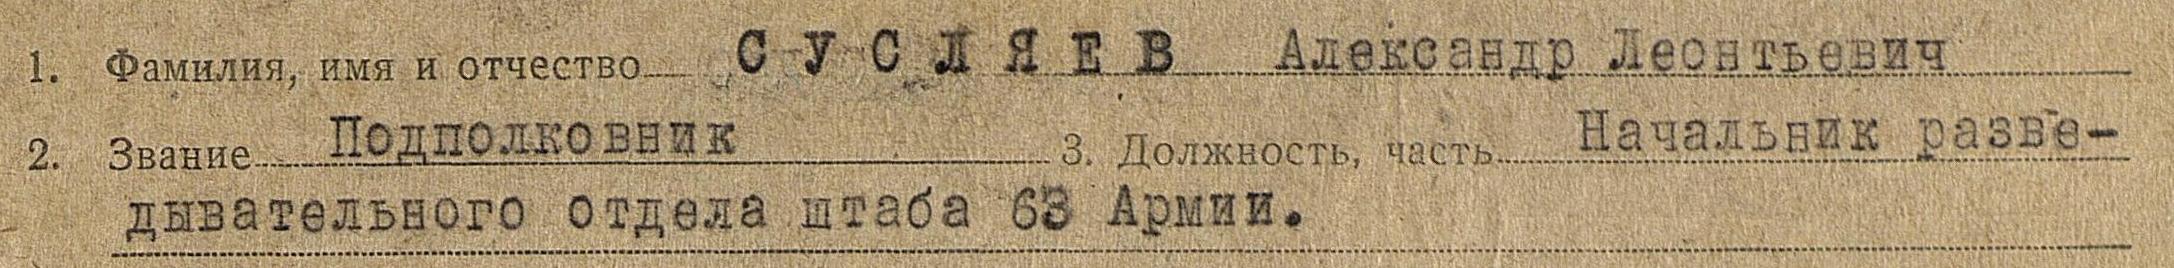 1. Фамилия, имя и отчество СУСЛЯЕВ Александр Леонтьевич
2. Звание Подполковник 3. Должность, часть Начальник разве-
дывательного отдела штаба 63 Армии.